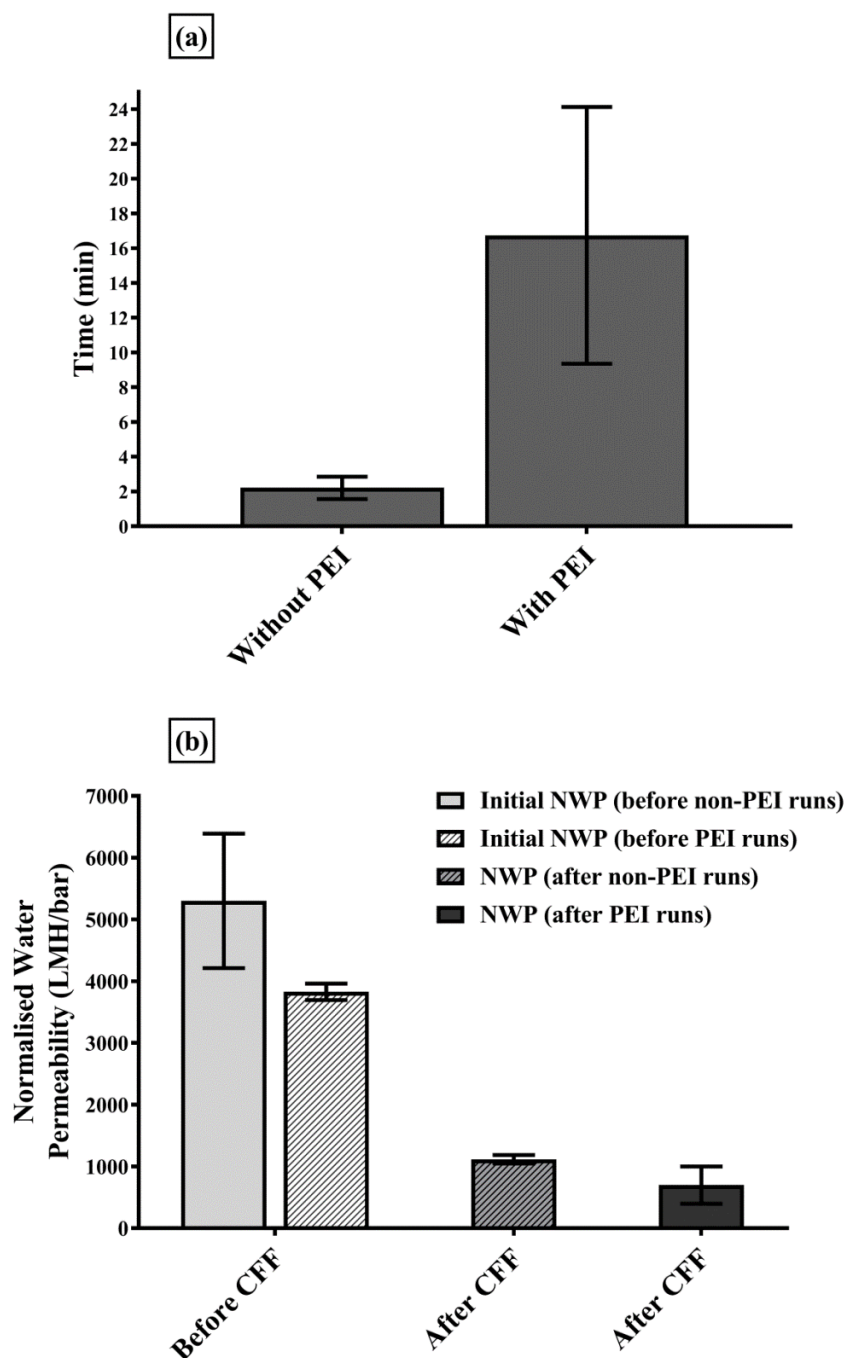 (a)
24
22
20
18
16
14
12
10
8
6
4
2
0
Time (min)
Without PEI
With PEI
(b)
7000
6000
5000
4000
3000
2000
1000
0
Normalised Water
Permeability (LMH/bar)
Initial NWP (before non-PEI runs)
Initial NWP (before PEI runs)
NWP (after non-PEI runs)
NWP (after PEI runs)
Before CFF
After CFF
After CFF